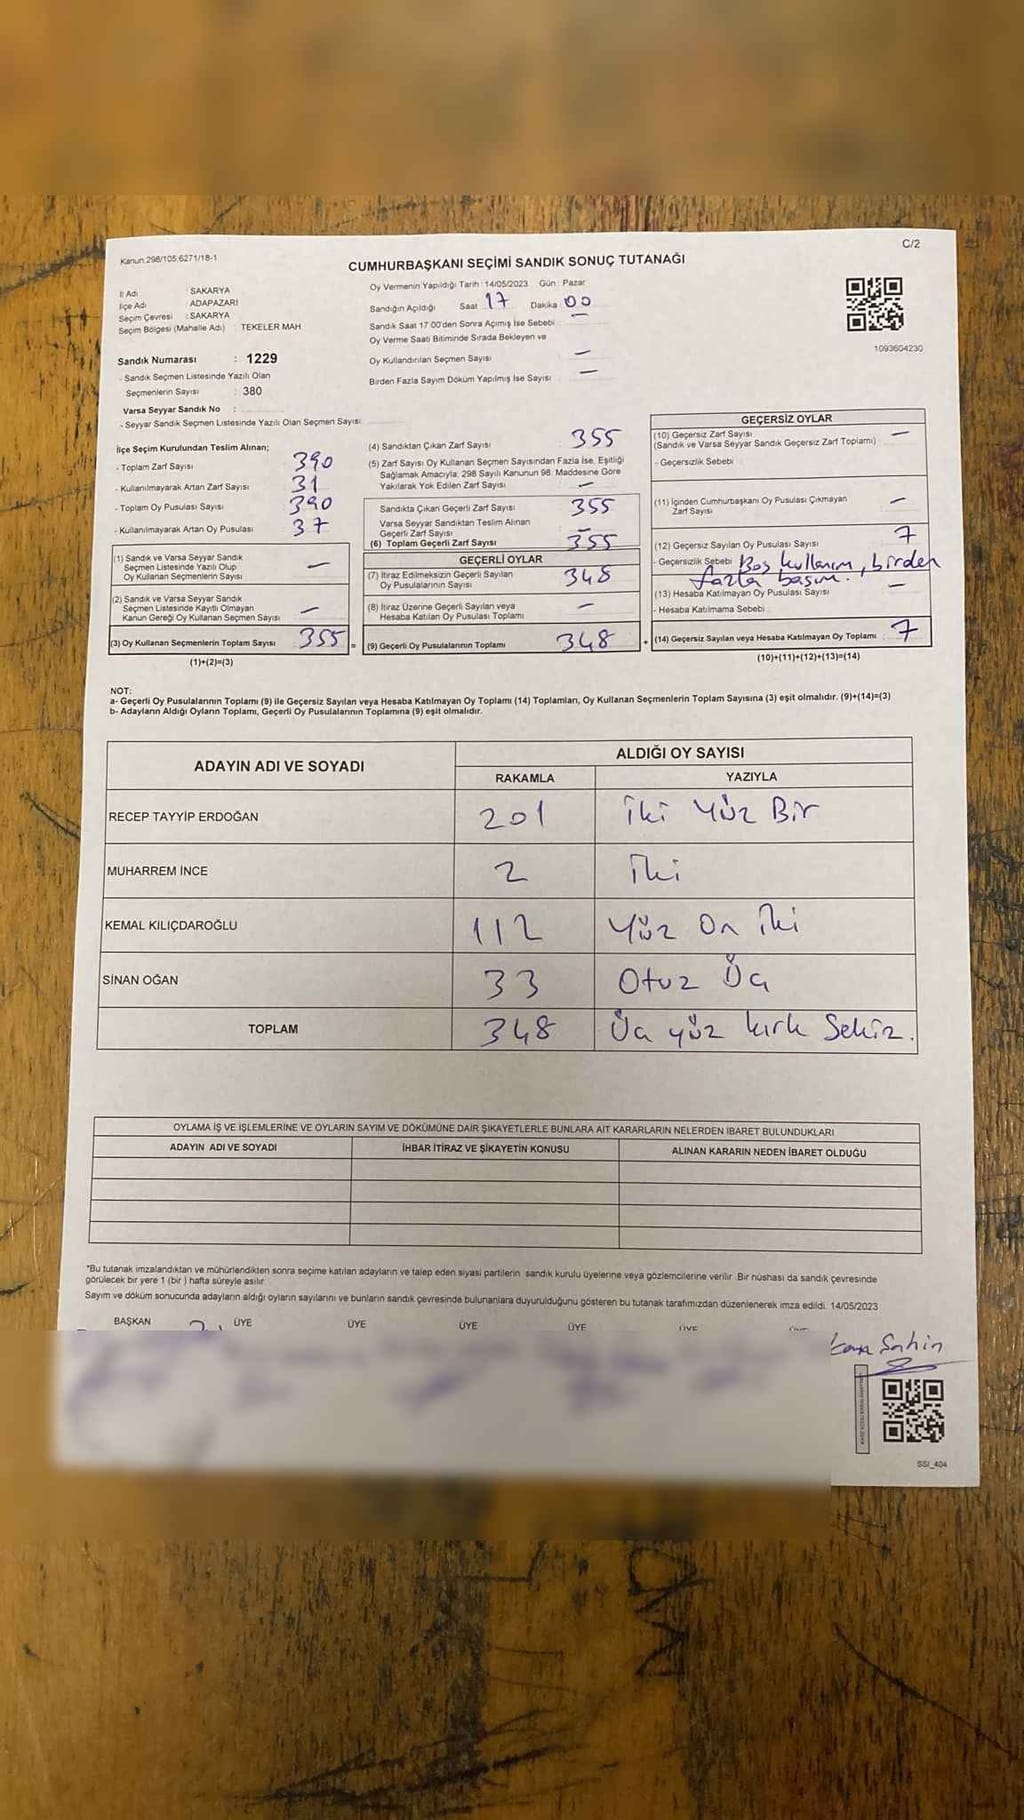 Kanun:298/105;6271/18-1
C/2
CUMHURBAŞKANI SEÇİMİ SANDIK SONUÇ TUTANAĞI
İl Adı : SAKARYA
İlçe Adı : ADAPAZARI
Seçim Çevresi : SAKARYA
Seçim Bölgesi (Mahalle Adı) TEKELER MAH
Sandık Numarası : 1229
- Sandık Seçmen Listesinde Yazılı Olan
Seçmenlerin Sayısı : 380
Varsa Seyyar Sandık No :
- Seyyar Sandık Seçmen Listesinde Yazılı Olan Seçmen Sayısı:
Oy Vermenin Yapıldığı Tarih :14/05/2023 Gün : Pazar
Sandığın Açıldığı Saat 17 Dakika 00
Sandık Saat 17:00'den Sonra Açımış İse Sebebi –
Oy Verme Saati Bitiminde Sırada Bekleyen ve
Oy Kullandırılan Seçmen Sayısı –
Birden Fazla Sayım Döküm Yapılmış İse Sayısı –
1093604230
İlçe Seçim Kurulundan Teslim Alınan;
- Toplam Zarf Sayısı 390
- Kullanılmayarak Artan Zarf Sayısı 31
- Toplam Oy Pusulası Sayısı 390
- Kullanılmayarak Artan Oy Pusulası 37
(1) Sandık ve Varsa Seyyar Sandık
Seçmen Listesinde Yazılı Olup
Oy Kullanan Seçmenlerin Sayısı –
(2) Sandık ve Varsa Seyyar Sandık
Seçmen Listesinde Kayıtlı Olmayan
Kanun Gereği Oy Kullanan Seçmen Sayısı –
(3) Oy Kullanan Seçmenlerin Toplam Sayısı 355 =
(1)+(2)=(3)
(4) Sandıktan Çıkan Zarf Sayısı 355
(5) Zarf Sayısı Oy Kullanan Seçmen Sayısından Fazla İse, Eşitliği
Sağlamak Amacıyla; 298 Sayılı Kanunun 98. Maddesine Göre
Yakılarak Yok Edilen Zarf Sayısı –
Sandıkta Çıkan Geçerli Zarf Sayısı 355
Varsa Seyyar Sandıktan Teslim Alınan
Geçerli Zarf Sayısı –
(6) Toplam Geçerli Zarf Sayısı 355
GEÇERLİ OYLAR
(7) İtiraz Edilmeksizin Geçerli Sayılan
Oy Pusulalarının Sayısı 348
(8) İtiraz Üzerine Geçerli Sayılan veya
Hesaba Katılan Oy Pusulası Toplamı –
(9) Geçerli Oy Pusulalarının Toplamı 348 +
GEÇERSİZ OYLAR
(10) Geçersiz Zarf Sayısı –
(Sandık ve Varsa Seyyar Sandık Geçersiz Zarf Toplamı)
- Geçersizlik Sebebi
(11) İçinden Cumhurbaşkanı Oy Pusulası Çıkmayan
Zarf Sayısı –
(12) Geçersiz Sayılan Oy Pusulası Sayısı 7
- Geçersizlik Sebebi Boş kullanım, birden
fazla basım.
(13) Hesaba Katılmayan Oy Pusulası Sayısı –
- Hesaba Katılmama Sebebi
(14) Geçersiz Sayılan veya Hesaba Katılmayan Oy Toplamı : 7
(10)+(11)+(12)+(13)=(14)
NOT:
a- Geçerli Oy Pusulalarının Toplamı (9) ile Geçersiz Sayılan veya Hesaba Katılmayan Oy Toplamı (14) Toplamları, Oy Kullanan Seçmenlerin Toplam Sayısına (3) eşit olmalıdır. (9)+(14)=(3)
b- Adayların Aldığı Oyların Toplamı, Geçerli Oy Pusulalarının Toplamına (9) eşit olmalıdır.
ADAYIN ADI VE SOYADI
ALDIĞI OY SAYISI
RAKAMLA YAZIYLA
RECEP TAYYİP ERDOĞAN 201 İki Yüz Bir
MUHARREM İNCE 2 İki
KEMAL KILIÇDAROĞLU 112 Yüz On İki
SİNAN OĞAN 33 Otuz Üç
TOPLAM 348 Üç yüz kırk Sekiz.
OYLAMA İŞ VE İŞLEMLERİNE VE OYLARIN SAYIM VE DÖKÜMÜNE DAİR ŞİKAYETLERLE BUNLARA AİT KARARLARIN NELERDEN İBARET BULUNDUKLARI
ADAYIN ADI VE SOYADI İHBAR İTİRAZ VE ŞİKAYETİN KONUSU ALINAN KARARIN NEDEN İBARET OLDUĞU
*Bu tutanak imzalandıktan ve mühürlendikten sonra seçime katılan adayların ve talep eden siyasi partilerin sandık kurulu üyelerine veya gözlemcilerine verilir. Bir nüshası da sandık çevresinde
görülecek bir yere 1 (bir ) hafta süreyle asılır.
Sayım ve döküm sonucunda adayların aldığı oyların sayılarını ve bunların sandık çevresinde bulunanlara duyurulduğunu gösteren bu tutanak tarafımızdan düzenlenerek imza edildi. 14/05/2023
BAŞKAN ÜYE ÜYE ÜYE ÜYE ÜYE
Şahin
SSI_404